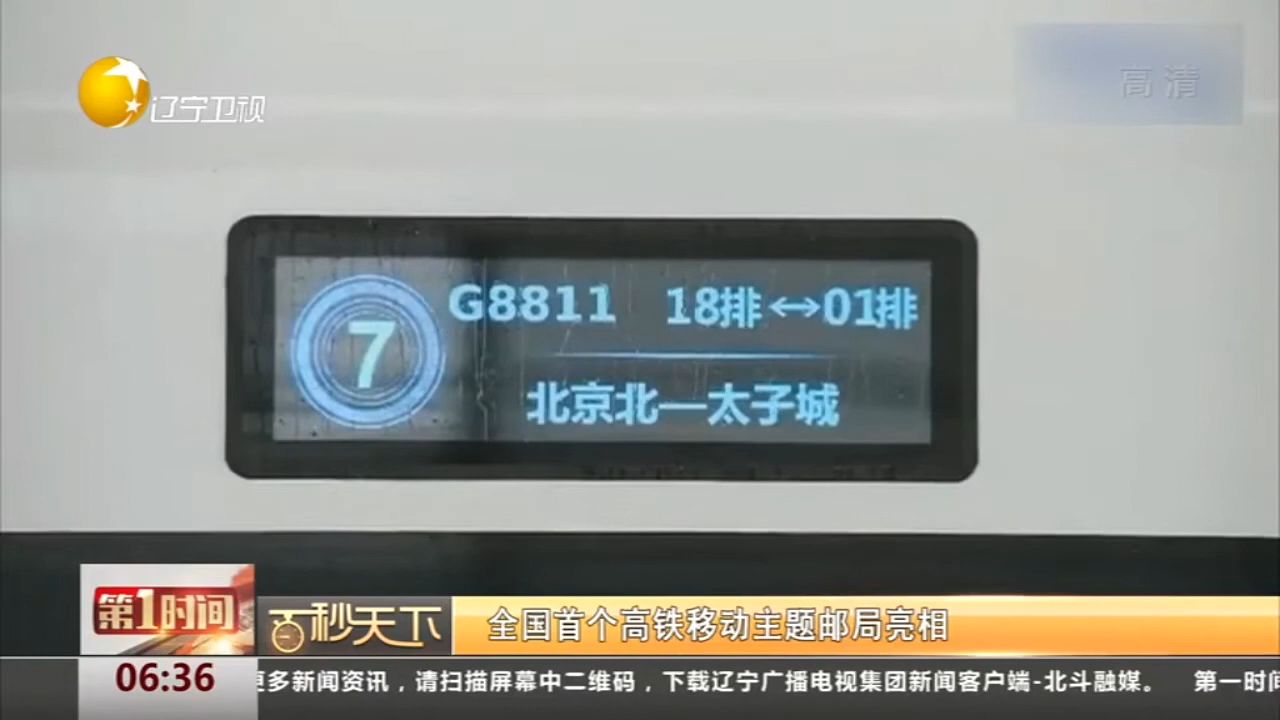 辽宁卫视
高清
7
G8811 18排↔01排
北京北—太子城
第1时间
百秒天下
全国首个高铁移动主题邮局亮相
06:36
更多新闻资讯，请扫描屏幕中二维码，下载辽宁广播电视集团新闻客户端-北斗融媒。 第一时间